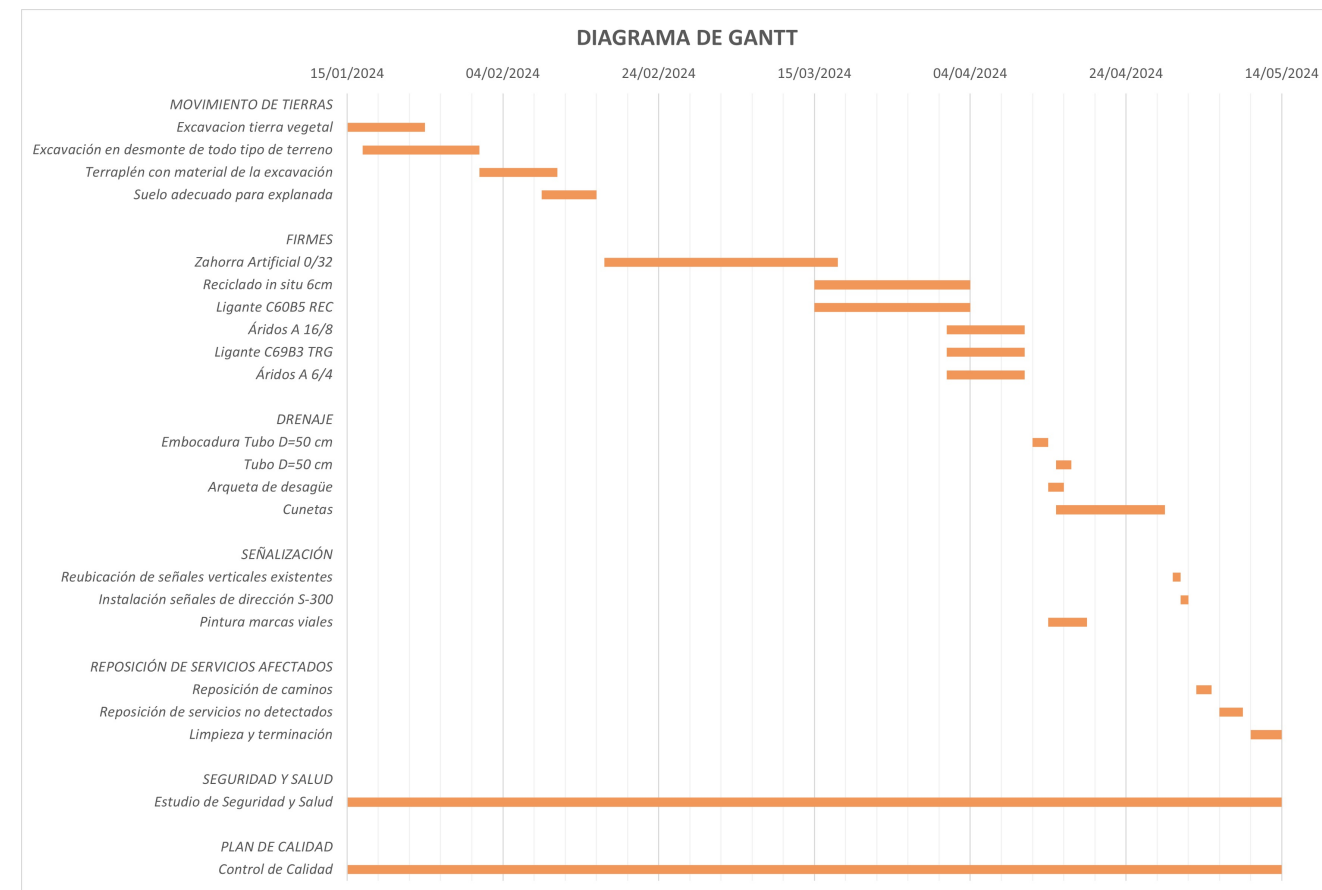 DIAGRAMA DE GANTT
15/01/2024 04/02/2024 24/02/2024 15/03/2024 04/04/2024 24/04/2024 14/05/2024
MOVIMIENTO DE TIERRAS
Excavacion tierra vegetal
Excavación en desmonte de todo tipo de terreno
Terraplén con material de la excavación
Suelo adecuado para explanada
FIRMES
Zahorra Artificial 0/32
Reciclado in situ 6cm
Ligante C60B5 REC
Áridos A 16/8
Ligante C69B3 TRG
Áridos A 6/4
DRENAJE
Embocadura Tubo D=50 cm
Tubo D=50 cm
Arqueta de desagüe
Cunetas
SEÑALIZACIÓN
Reubicación de señales verticales existentes
Instalación señales de dirección S-300
Pintura marcas viales
REPOSICIÓN DE SERVICIOS AFECTADOS
Reposición de caminos
Reposición de servicios no detectados
Limpieza y terminación
SEGURIDAD Y SALUD
Estudio de Seguridad y Salud
PLAN DE CALIDAD
Control de Calidad